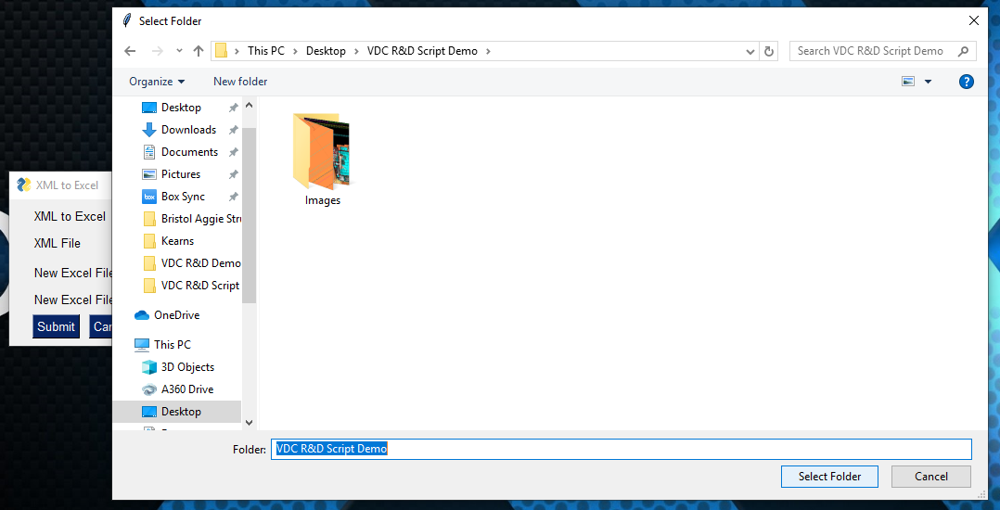 Select Folder
This PC
Desktop
VDC R&D Script Demo
Search VDC R&D Script Demo
Organize
New folder
Desktop
Downloads
Documents
Pictures
box
Box Sync
Bristol Aggie Stru
Kearns
VDC R&D Demo
VDC R&D Script
OneDrive
This PC
3D Objects
A360 Drive
Desktop
Images
XML to Excel
XML to Excel
XML File
New Excel File
New Excel File
Submit
Can
Folder:
VDC R&D Script Demo
Select Folder
Cancel